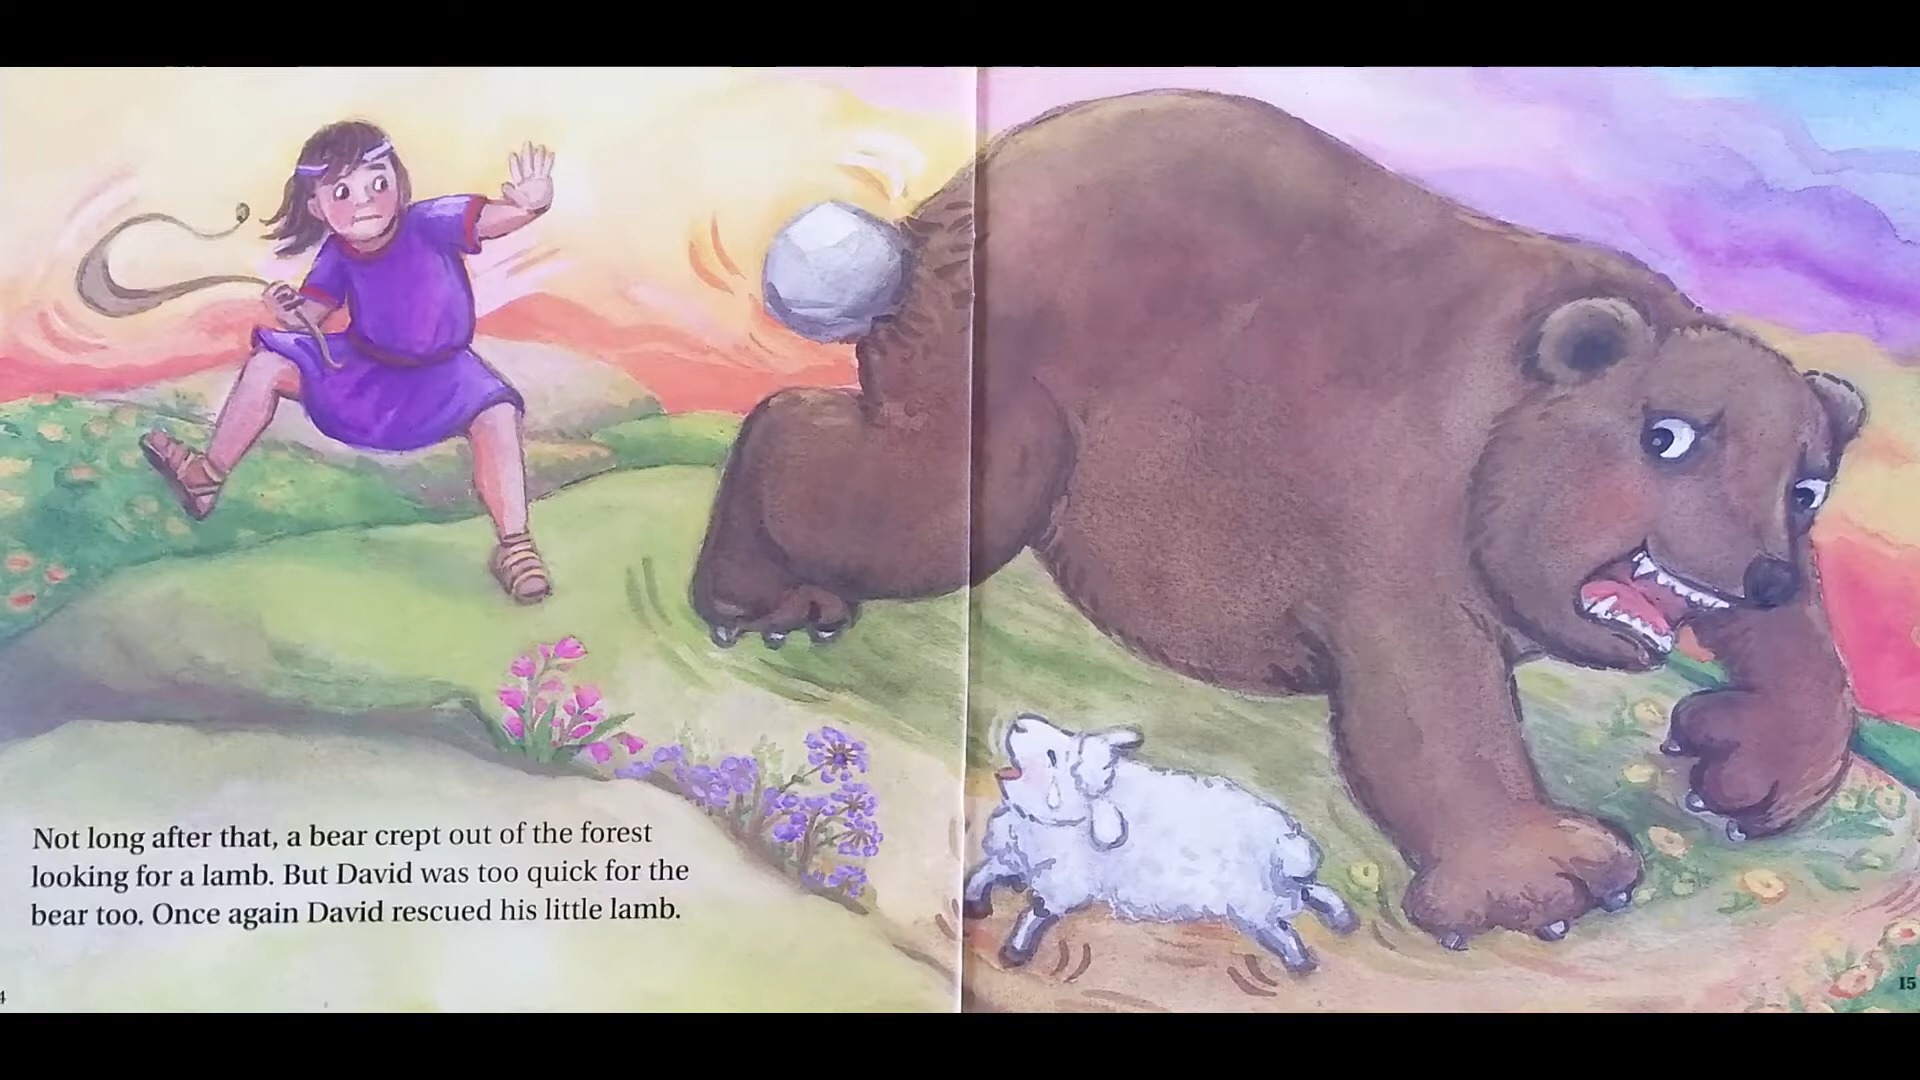 Not long after that, a bear crept out of the forest
looking for a lamb. But David was too quick for the
bear too. Once again David rescued his little lamb.
4
15